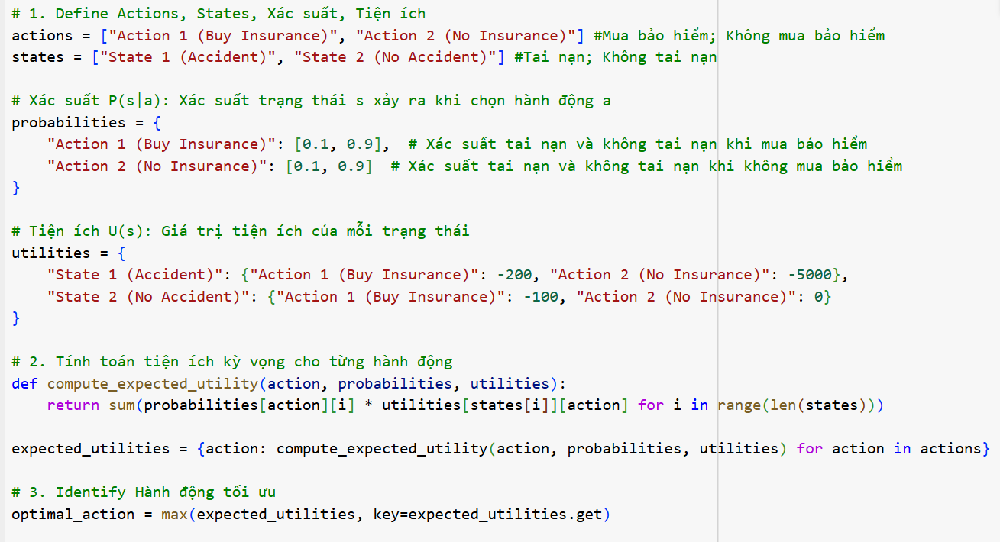 # 1. Define Actions, States, Xác suất, Tiện ích
actions = ["Action 1 (Buy Insurance)", "Action 2 (No Insurance)"] #Mua bảo hiểm; Không mua bảo hiểm
states = ["State 1 (Accident)", "State 2 (No Accident)"] #Tai nạn; Không tai nạn
# Xác suất P(s|a): Xác suất trạng thái s xảy ra khi chọn hành động a
probabilities = {
    "Action 1 (Buy Insurance)": [0.1, 0.9],  # Xác suất tai nạn và không tai nạn khi mua bảo hiểm
    "Action 2 (No Insurance)": [0.1, 0.9]  # Xác suất tai nạn và không tai nạn khi không mua bảo hiểm
}
# Tiện ích U(s): Giá trị tiện ích của mỗi trạng thái
utilities = {
    "State 1 (Accident)": {"Action 1 (Buy Insurance)": -200, "Action 2 (No Insurance)": -5000},
    "State 2 (No Accident)": {"Action 1 (Buy Insurance)": -100, "Action 2 (No Insurance)": 0}
}
# 2. Tính toán tiện ích kỳ vọng cho từng hành động
def compute_expected_utility(action, probabilities, utilities):
    return sum(probabilities[action][i] * utilities[states[i]][action] for i in range(len(states)))
expected_utilities = {action: compute_expected_utility(action, probabilities, utilities) for action in actions}
# 3. Identify Hành động tối ưu
optimal_action = max(expected_utilities, key=expected_utilities.get)